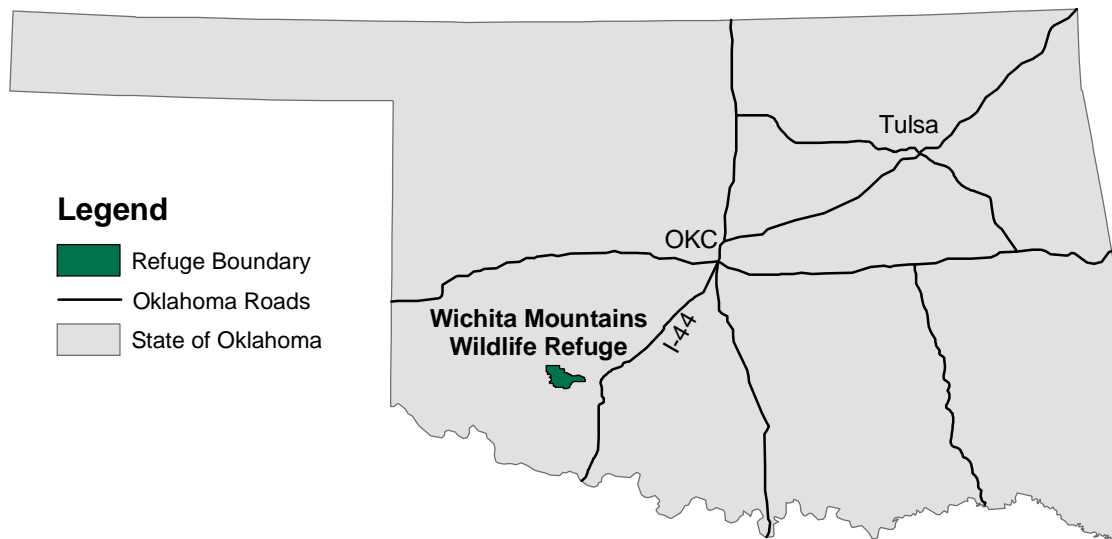 Tulsa
Legend
OKC
Refuge Boundary
Oklahoma Roads
Wichita Mountains
Wildlife Refuge
I-44
State of Oklahoma